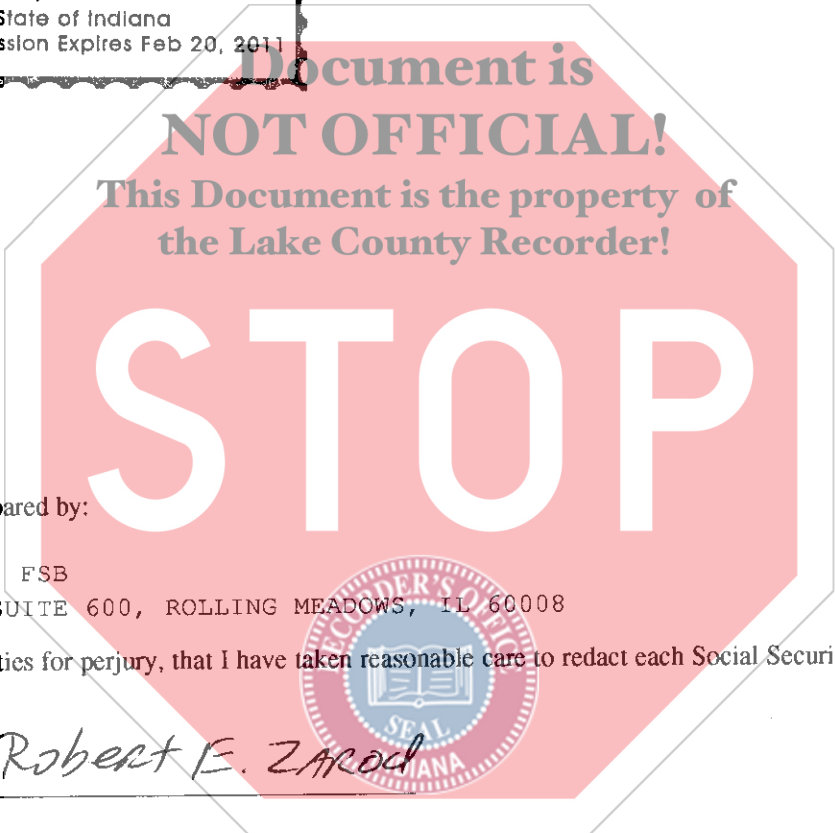 State of Indiana
ssion Expires Feb 20, 2011
Document is
NOT OFFICIAL!
This Document is the property of
the Lake County Recorder!
STOP
pared by:
FSB
SUITE 600, ROLLING MEADOWS, IL 60008
ties for perjury, that I have taken reasonable care to redact each Social Securi
RECORDER'S OFFICE
SEAL
INDIANA
Robert E. Zarod